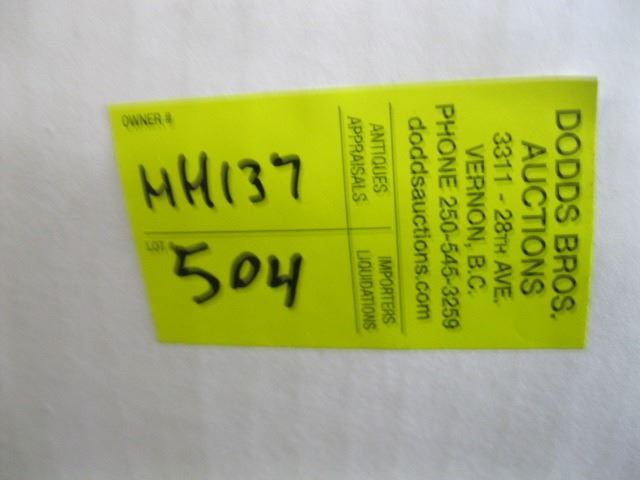 DODDS BROS.
AUCTIONS
3311 - 28TH AVE.
VERNON, B.C.
PHONE 250-545-3259
doddsauctions.com
ANTIQUES
APPRAISALS
IMPORTERS
LIQUIDATIONS
OWNER #
MH137
LOT
504